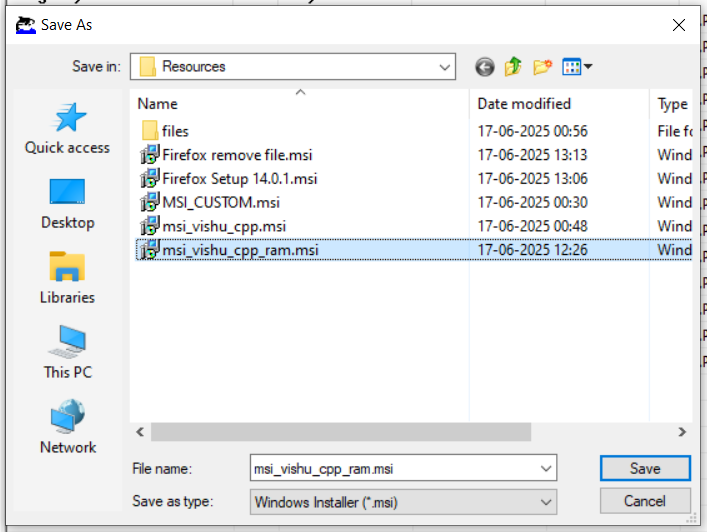 Save As
Save in: Resources
Name Date modified Type
files 17-06-2025 00:56 File fo
Firefox remove file.msi 17-06-2025 13:13 Wind
Firefox Setup 14.0.1.msi 17-06-2025 13:06 Wind
MSI_CUSTOM.msi 17-06-2025 00:30 Wind
msi_vishu_cpp.msi 17-06-2025 00:48 Wind
msi_vishu_cpp_ram.msi 17-06-2025 12:26 Wind
Quick access
Desktop
Libraries
This PC
Network
File name: msi_vishu_cpp_ram.msi Save
Save as type: Windows Installer (*.msi) Cancel